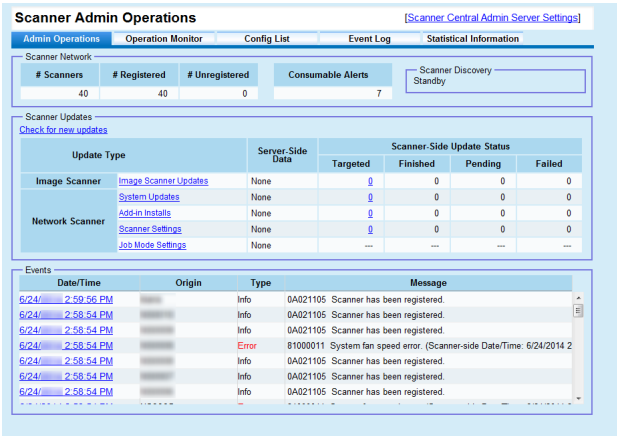 Scanner Admin Operations [Scanner Central Admin Server Settings]
Admin Operations Operation Monitor Config List Event Log Statistical Information
Scanner Network
# Scanners # Registered # Unregistered Consumable Alerts Scanner Discovery
Standby
40 40 0 7
Scanner Updates
Check for new updates
Update Type Server-Side Data Scanner-Side Update Status
Targeted Finished Pending Failed
Image Scanner Image Scanner Updates None 0 0 0 0
System Updates None 0 0 0 0
Network Scanner Add-in Installs None 0 0 0 0
Scanner Settings None 0 0 0 0
Job Mode Settings None --- --- --- ---
Events
Date/Time Origin Type Message
6/24/ 2:59:56 PM Info 0A021105 Scanner has been registered.
6/24/ 2:58:54 PM Info 0A021105 Scanner has been registered.
6/24/ 2:58:54 PM Info 0A021105 Scanner has been registered.
6/24/ 2:58:54 PM Error 81000011 System fan speed error. (Scanner-side Date/Time: 6/24/2014 2
6/24/ 2:58:54 PM Info 0A021105 Scanner has been registered.
6/24/ 2:58:54 PM Info 0A021105 Scanner has been registered.
6/24/ 2:58:54 PM Info 0A021105 Scanner has been registered.